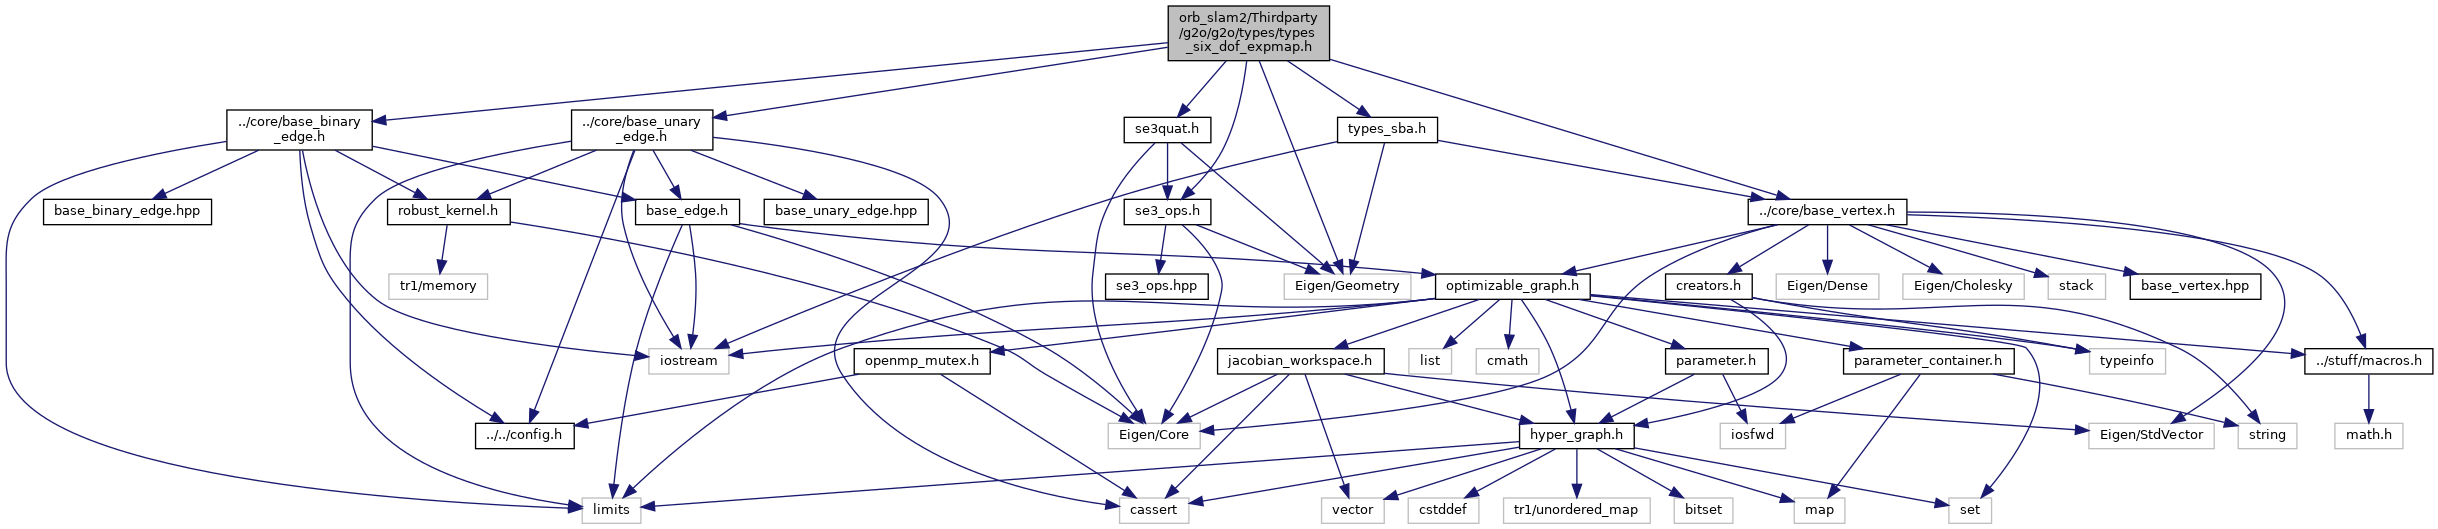 orb_slam2/Thirdparty
/g2o/g2o/types/types
_six_dof_expmap.h
../core/base_binary
_edge.h
../core/base_unary
_edge.h
se3quat.h
types_sba.h
base_binary_edge.hpp
robust_kernel.h
base_edge.h
base_unary_edge.hpp
se3_ops.h
../core/base_vertex.h
tr1/memory
se3_ops.hpp
Eigen/Geometry
optimizable_graph.h
creators.h
Eigen/Dense
Eigen/Cholesky
stack
base_vertex.hpp
iostream
openmp_mutex.h
jacobian_workspace.h
list
cmath
parameter.h
parameter_container.h
typeinfo
../stuff/macros.h
../../config.h
Eigen/Core
hyper_graph.h
iosfwd
Eigen/StdVector
string
math.h
limits
cassert
vector
cstddef
tr1/unordered_map
bitset
map
set